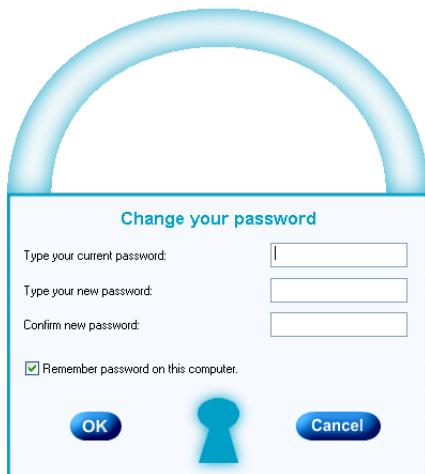 Change your password
Type your current password:
Type your new password:
Confirm new password:
Remember password on this computer.
OK Cancel